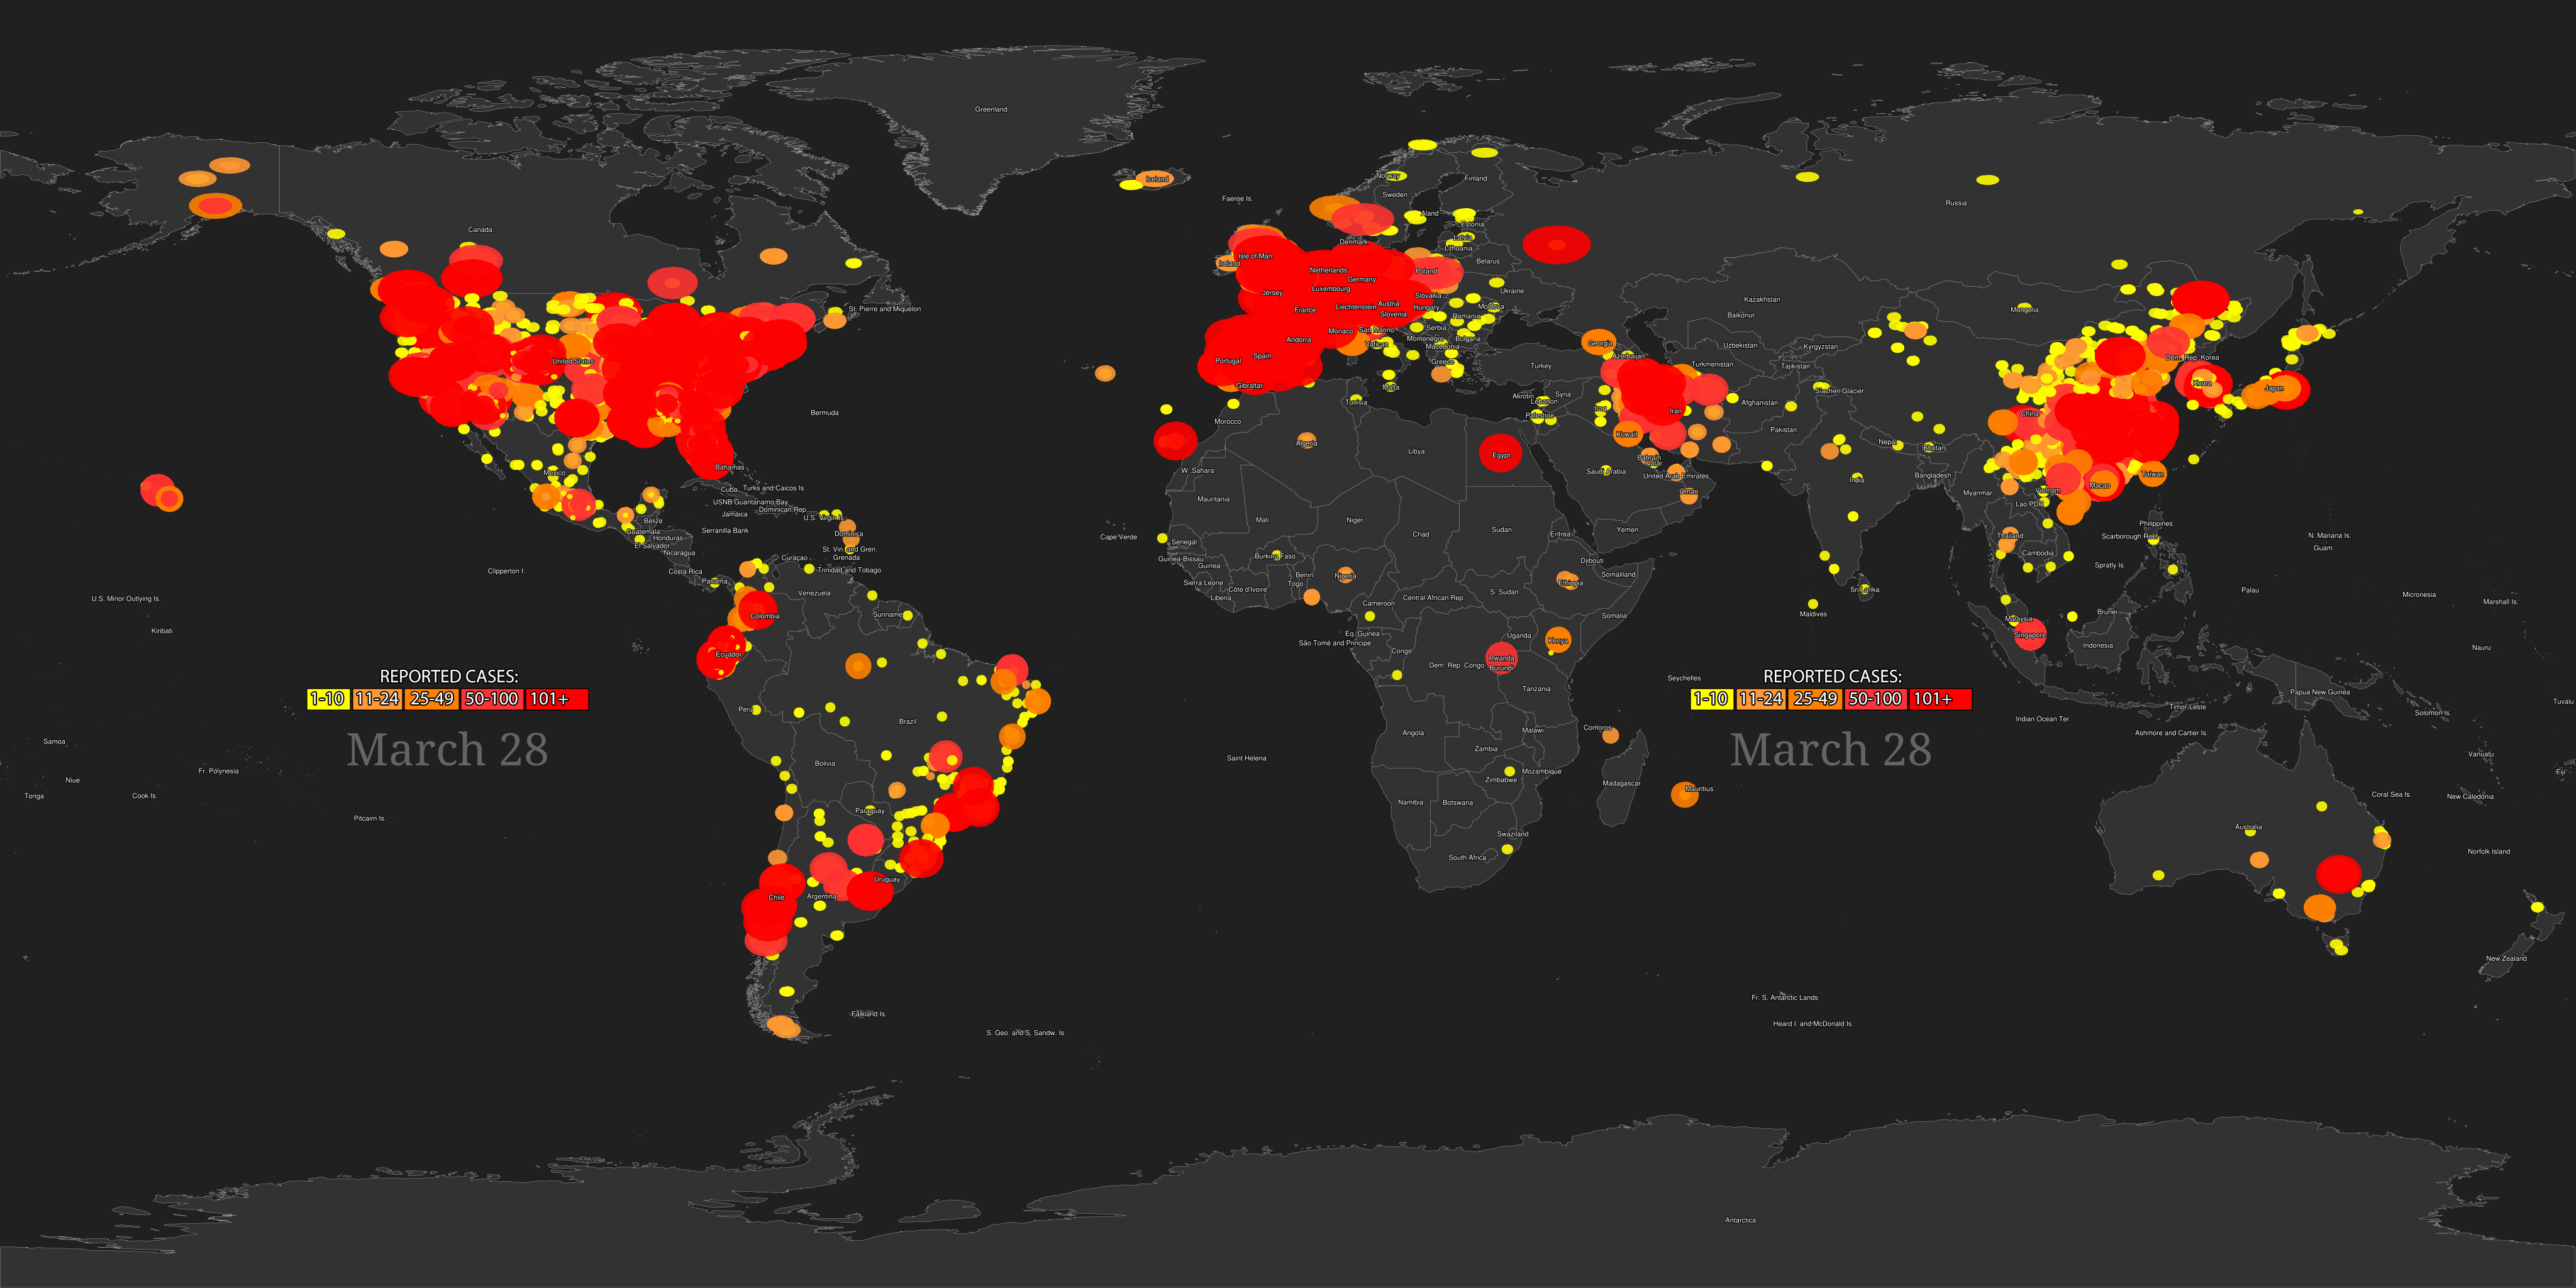 Greenland
Iceland
Faeroe Is.
Norway
Sweden
Finland
Aland
Estonia
Latvia
Lithuania
Denmark
Belarus
Russia
Canada
Isle of Man
Ireland
Netherlands
Germany
Poland
Luxembourg
Jersey
Slovakia
Ukraine
France
Liechtenstein
Austria
Hungary
Slovenia
Moldova
Romania
St. Pierre and Miquelon
Kazakhstan
Baikonur
Mongolia
Monaco
San Marino
Serbia
Andorra
Vatican
Montenegro
Bulgaria
Macedonia
Georgia
Uzbekistan
Kyrgyzstan
United States
Portugal
Spain
Greece
Turkey
Azerbaijan
Turkmenistan
Tajikistan
Dem. Rep. Korea
Gibraltar
Malta
Siachen Glacier
Korea
Japan
Tunisia
Akrotiri
Lebanon
Syria
Palestine
Iraq
Iran
Afghanistan
China
Bermuda
Morocco
Algeria
Libya
Egypt
Kuwait
Pakistan
Nepal
Bhutan
Bahamas
Mexico
W. Sahara
Bahrain
Qatar
Saudi Arabia
United Arab Emirates
India
Bangladesh
Taiwan
Macao
Cuba
Turks and Caicos Is.
USNB Guantanamo Bay
Dominican Rep.
Jamaica
U.S. Virgin Is.
Mauritania
Oman
Myanmar
Vietnam
Lao PDR
Belize
Guatemala
Honduras
El Salvador
Nicaragua
Serranilla Bank
Dominica
St. Vin. and Gren.
Grenada
Cape Verde
Senegal
Guinea-Bissau
Guinea
Mali
Niger
Chad
Sudan
Eritrea
Yemen
Djibouti
Philippines
Scarborough Reef
Thailand
Cambodia
N. Mariana Is.
Guam
Clipperton I.
Costa Rica
Panama
Curaçao
Trinidad and Tobago
Burkina Faso
Benin
Togo
Nigeria
Sierra Leone
Côte d'Ivoire
Liberia
Ethiopia
Somaliland
Spratly Is.
Palau
Micronesia
Marshall Is.
U.S. Minor Outlying Is.
Kiribati
Venezuela
Colombia
Suriname
Cameroon
Central African Rep.
S. Sudan
Somalia
Sri Lanka
Maldives
Malaysia
Brunei
Singapore
Indonesia
Nauru
Ecuador
Eq. Guinea
São Tomé and Principe
Congo
Dem. Rep. Congo
Uganda
Kenya
Rwanda
Burundi
Tanzania
Seychelles
REPORTED CASES:
1-10 11-24 25-49 50-100 101+
March 28
REPORTED CASES:
1-10 11-24 25-49 50-100 101+
March 28
Papua New Guinea
Timor-Leste
Solomon Is.
Tuvalu
Indian Ocean Ter.
Ashmore and Cartier Is.
Peru
Brazil
Bolivia
Angola
Zambia
Malawi
Comoros
Samoa
Niue
Tonga
Cook Is.
Fr. Polynesia
Pitcairn Is.
Saint Helena
Zimbabwe
Mozambique
Madagascar
Mauritius
Vanuatu
Fiji
Coral Sea Is.
New Caledonia
Paraguay
Namibia
Botswana
Swaziland
South Africa
Australia
Norfolk Island
Chile
Argentina
Uruguay
New Zealand
Falkland Is.
S. Geo. and S. Sandw. Is.
Fr. S. Antarctic Lands
Heard I. and McDonald Is.
Antarctica